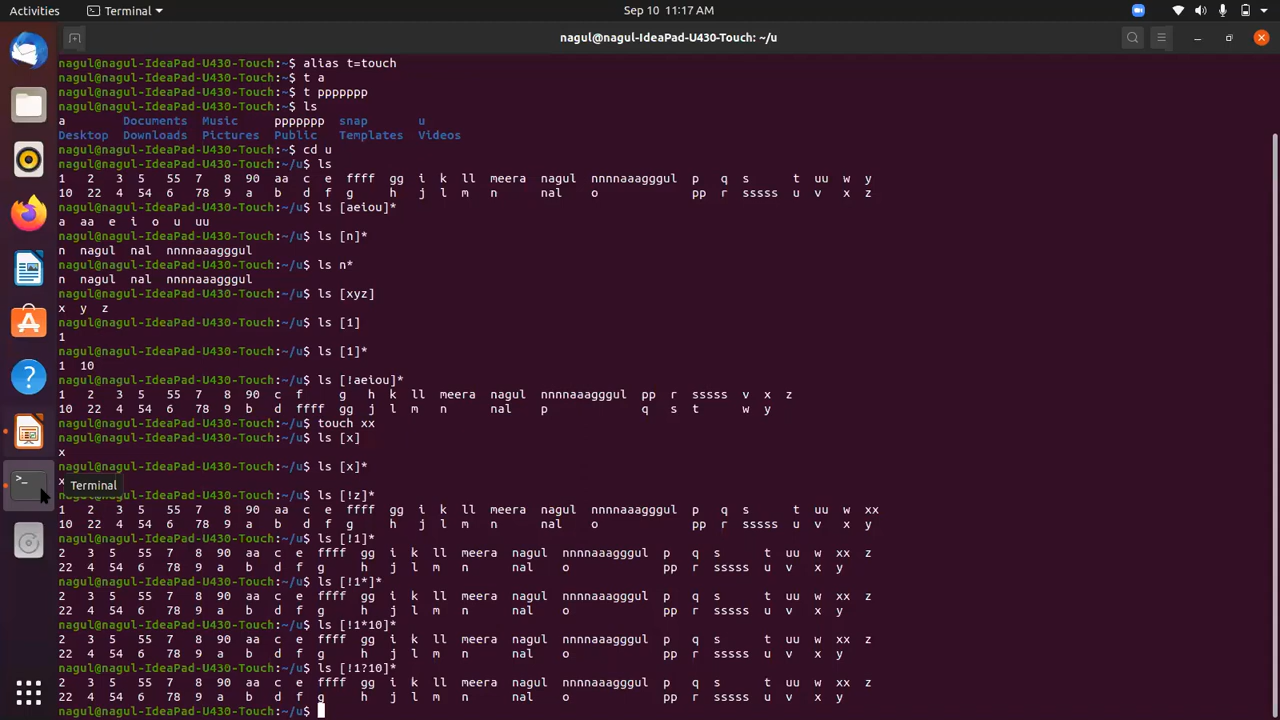 Activities Terminal Sep 10 11:17 AM
nagul@nagul-IdeaPad-U430-Touch: ~/u
nagul@nagul-IdeaPad-U430-Touch:~$ alias t=touch
nagul@nagul-IdeaPad-U430-Touch:~$ t a
nagul@nagul-IdeaPad-U430-Touch:~$ t ppppppp
nagul@nagul-IdeaPad-U430-Touch:~$ ls
a Documents Music ppppppp snap u
Desktop Downloads Pictures Public Templates Videos
nagul@nagul-IdeaPad-U430-Touch:~$ cd u
nagul@nagul-IdeaPad-U430-Touch:~/u$ ls
1 2 3 5 55 7 8 90 aa c e ffff gg i k ll meera nagul nnnnaaagggul p q s t uu w y
10 22 4 54 6 78 9 a b d f g h j l m n nal o pp r sssss u v x z
nagul@nagul-IdeaPad-U430-Touch:~/u$ ls [aeiou]*
a aa e i o u uu
nagul@nagul-IdeaPad-U430-Touch:~/u$ ls [n]*
n nagul nal nnnnaaagggul
nagul@nagul-IdeaPad-U430-Touch:~/u$ ls n*
n nagul nal nnnnaaagggul
nagul@nagul-IdeaPad-U430-Touch:~/u$ ls [xyz]
x y z
nagul@nagul-IdeaPad-U430-Touch:~/u$ ls [1]
1
nagul@nagul-IdeaPad-U430-Touch:~/u$ ls [1]*
1 10
nagul@nagul-IdeaPad-U430-Touch:~/u$ ls [!aeiou]*
1 2 3 5 55 7 8 90 c f g h k ll meera nagul nnnnaaagggul pp r sssss v x z
10 22 4 54 6 78 9 b d ffff gg j l m n nal p q s t w y
nagul@nagul-IdeaPad-U430-Touch:~/u$ touch xx
nagul@nagul-IdeaPad-U430-Touch:~/u$ ls [x]
x
nagul@nagul-IdeaPad-U430-Touch:~/u$ ls [x]*
x Terminal
nagul@nagul-IdeaPad-U430-Touch:~/u$ ls [!z]*
1 2 3 5 55 7 8 90 aa c e ffff gg i k ll meera nagul nnnnaaagggul p q s t uu w xx
10 22 4 54 6 78 9 a b d f g h j l m n nal o pp r sssss u v x y
nagul@nagul-IdeaPad-U430-Touch:~/u$ ls [!1]*
2 3 5 55 7 8 90 aa c e ffff gg i k ll meera nagul nnnnaaagggul p q s t uu w xx z
22 4 54 6 78 9 a b d f g h j l m n nal o pp r sssss u v x y
nagul@nagul-IdeaPad-U430-Touch:~/u$ ls [!1*]*
2 3 5 55 7 8 90 aa c e ffff gg i k ll meera nagul nnnnaaagggul p q s t uu w xx z
22 4 54 6 78 9 a b d f g h j l m n nal o pp r sssss u v x y
nagul@nagul-IdeaPad-U430-Touch:~/u$ ls [!1*10]*
2 3 5 55 7 8 90 aa c e ffff gg i k ll meera nagul nnnnaaagggul p q s t uu w xx z
22 4 54 6 78 9 a b d f g h j l m n nal o pp r sssss u v x y
nagul@nagul-IdeaPad-U430-Touch:~/u$ ls [!1?10]*
2 3 5 55 7 8 90 aa c e ffff gg i k ll meera nagul nnnnaaagggul p q s t uu w xx z
22 4 54 6 78 9 a b d f g h j l m n nal o pp r sssss u v x y
nagul@nagul-IdeaPad-U430-Touch:~/u$